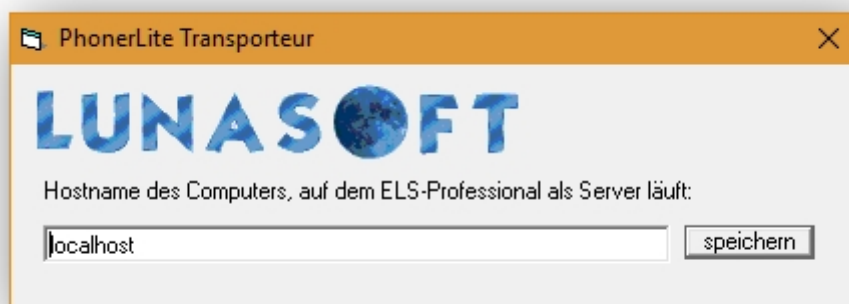 PhonerLite Transporteur
LUNASOFT
Hostname des Computers, auf dem ELS-Professional als Server läuft:
localhost speichern